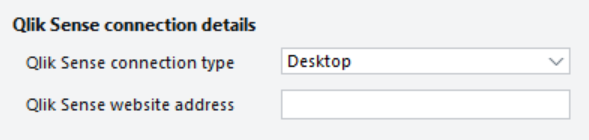 Qlik Sense connection details
Qlik Sense connection type Desktop
Qlik Sense website address